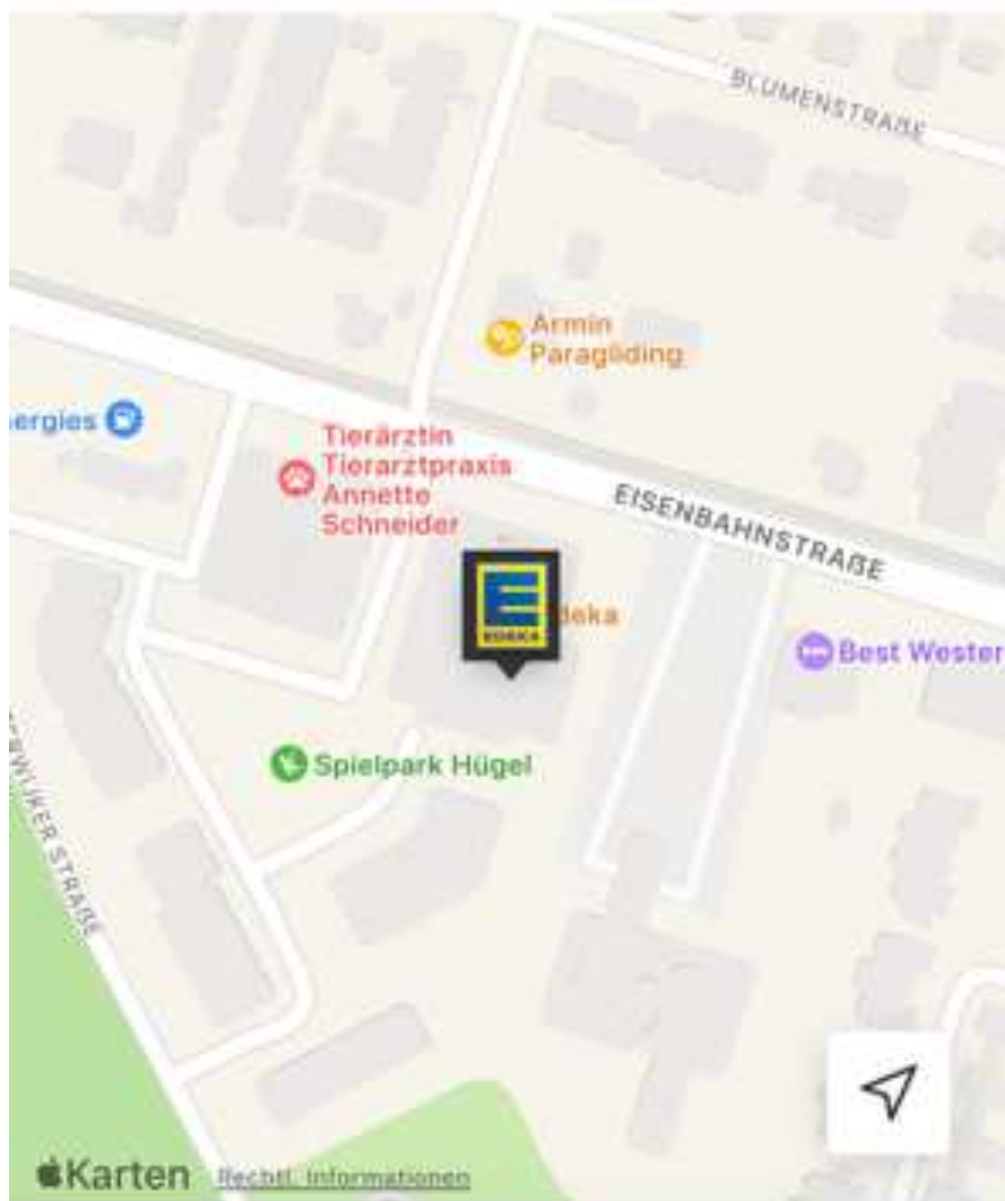 BLUMENSTRAẞE
Armin
Paragliding
ergies
Tierärztin
Tierarztpraxis
Annette
Schneider
EISENBAHNSTRAẞE
EDEKA
deka
Best Wester
Spielpark Hügel
ERWIJKER STRAẞE
Karten
Rechtl. Informationen